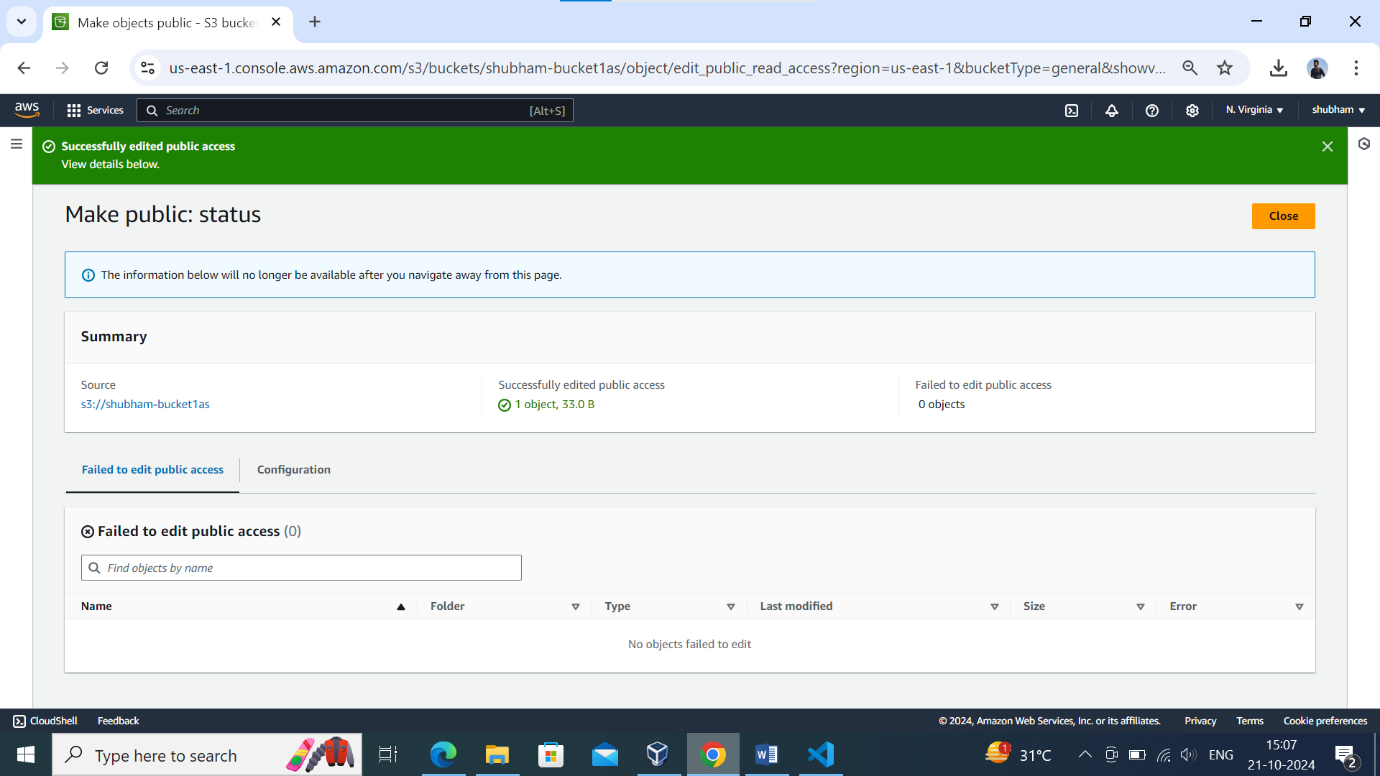 Make objects public - S3 bucke
us-east-1.console.aws.amazon.com/s3/buckets/shubham-bucket1as/object/edit_public_read_access?region=us-east-1&bucketType=general&showv...
aws
Services
Search
[Alt+S]
N. Virginia
shubham
Successfully edited public access
View details below.
Make public: status
Close
The information below will no longer be available after you navigate away from this page.
Summary
Source
s3://shubham-bucket1as
Successfully edited public access
1 object, 33.0 B
Failed to edit public access
0 objects
Failed to edit public access
Configuration
Failed to edit public access (0)
Find objects by name
Name
Folder
Type
Last modified
Size
Error
No objects failed to edit
CloudShell
Feedback
© 2024, Amazon Web Services, Inc. or its affiliates.
Privacy
Terms
Cookie preferences
Type here to search
1
31°C
ENG
15:07
21-10-2024
2